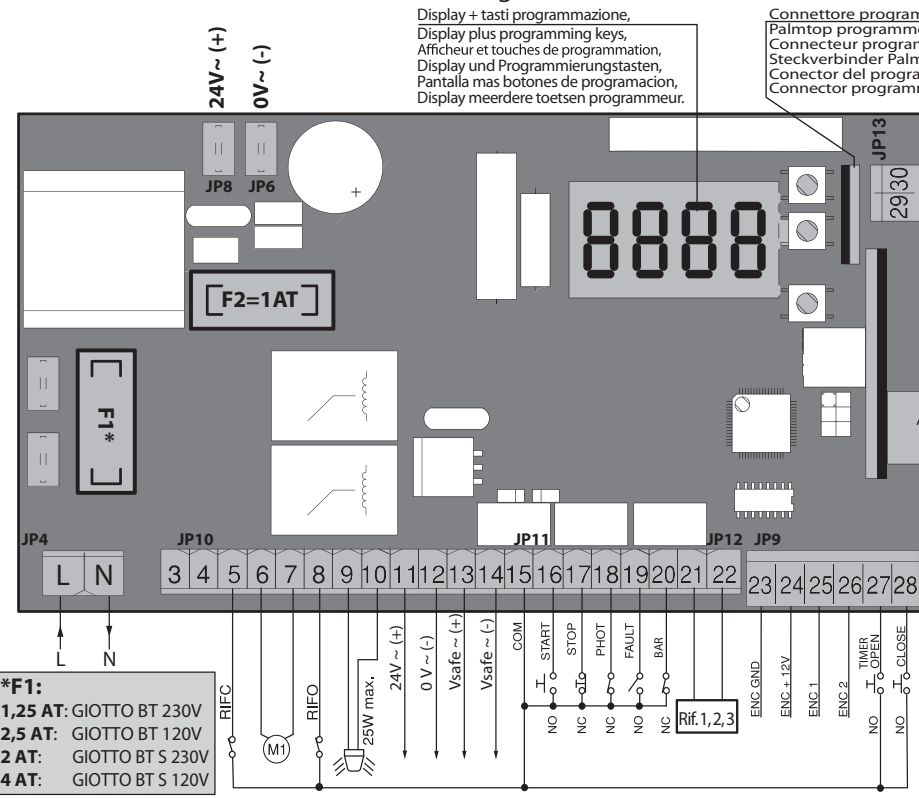 Display + tasti programmazione,
Display plus programming keys,
Afficheur et touches de programmation,
Display und Programmierungstasten,
Pantalla mas botones de programacion,
Display meerdere toetsen programmeur.
Connettore
Palmtop
Connecteur
Steckverbinder
Conector del
Connector
24V~ (+)
0V~ (-)
JP8
JP6
JP13
29 30
8888
F2=1AT
F1*
JP4
JP10
JP11
JP12
JP9
L N
3 4 5 6 7 8 9 10 11 12 13 14 15 16 17 18 19 20 21 22
23 24 25 26 27 28
L
N
RIFC
M1
RIFO
25W max.
24V ~ (+)
0 V ~ (-)
Vsafe ~ (+)
Vsafe ~ (-)
COM
START
STOP
PHOT
FAULT
BAR
NO
NC
NC
NO
NC
Rif. 1, 2, 3
ENC GND
ENC + 12V
ENC 1
ENC 2
TIMER
OPEN
CLOSE
NO
NO
*F1:
1,25 AT: GIOTTO BT 230V
2,5 AT: GIOTTO BT 120V
2 AT: GIOTTO BT S 230V
4 AT: GIOTTO BT S 120V